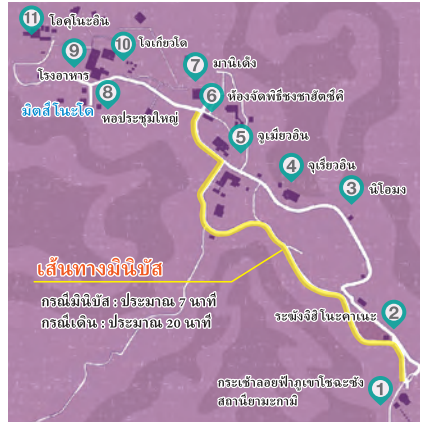 11
โอคุโนะอิน
9
10
โจเกียวโด
โรงอาหาร
7
มานิเด็ง
8
6
ห้องจัดพิธีชงชาฮัตซึคิ
มิตสึโนะโด
หอประชุมใหญ่
5
จูเมียวอิน
4
จุเรียวอิน
3
นิโอมง
เส้นทางมินิบัส
กรณีมินิบัส : ประมาณ 7 นาที
กรณีเดิน : ประมาณ 20 นาที
2
ระฆังจิฮิ โนะคาเนะ
กระเช้าลอยฟ้าภูเขาโชฉะซัง
สถานียามะกามิ
1